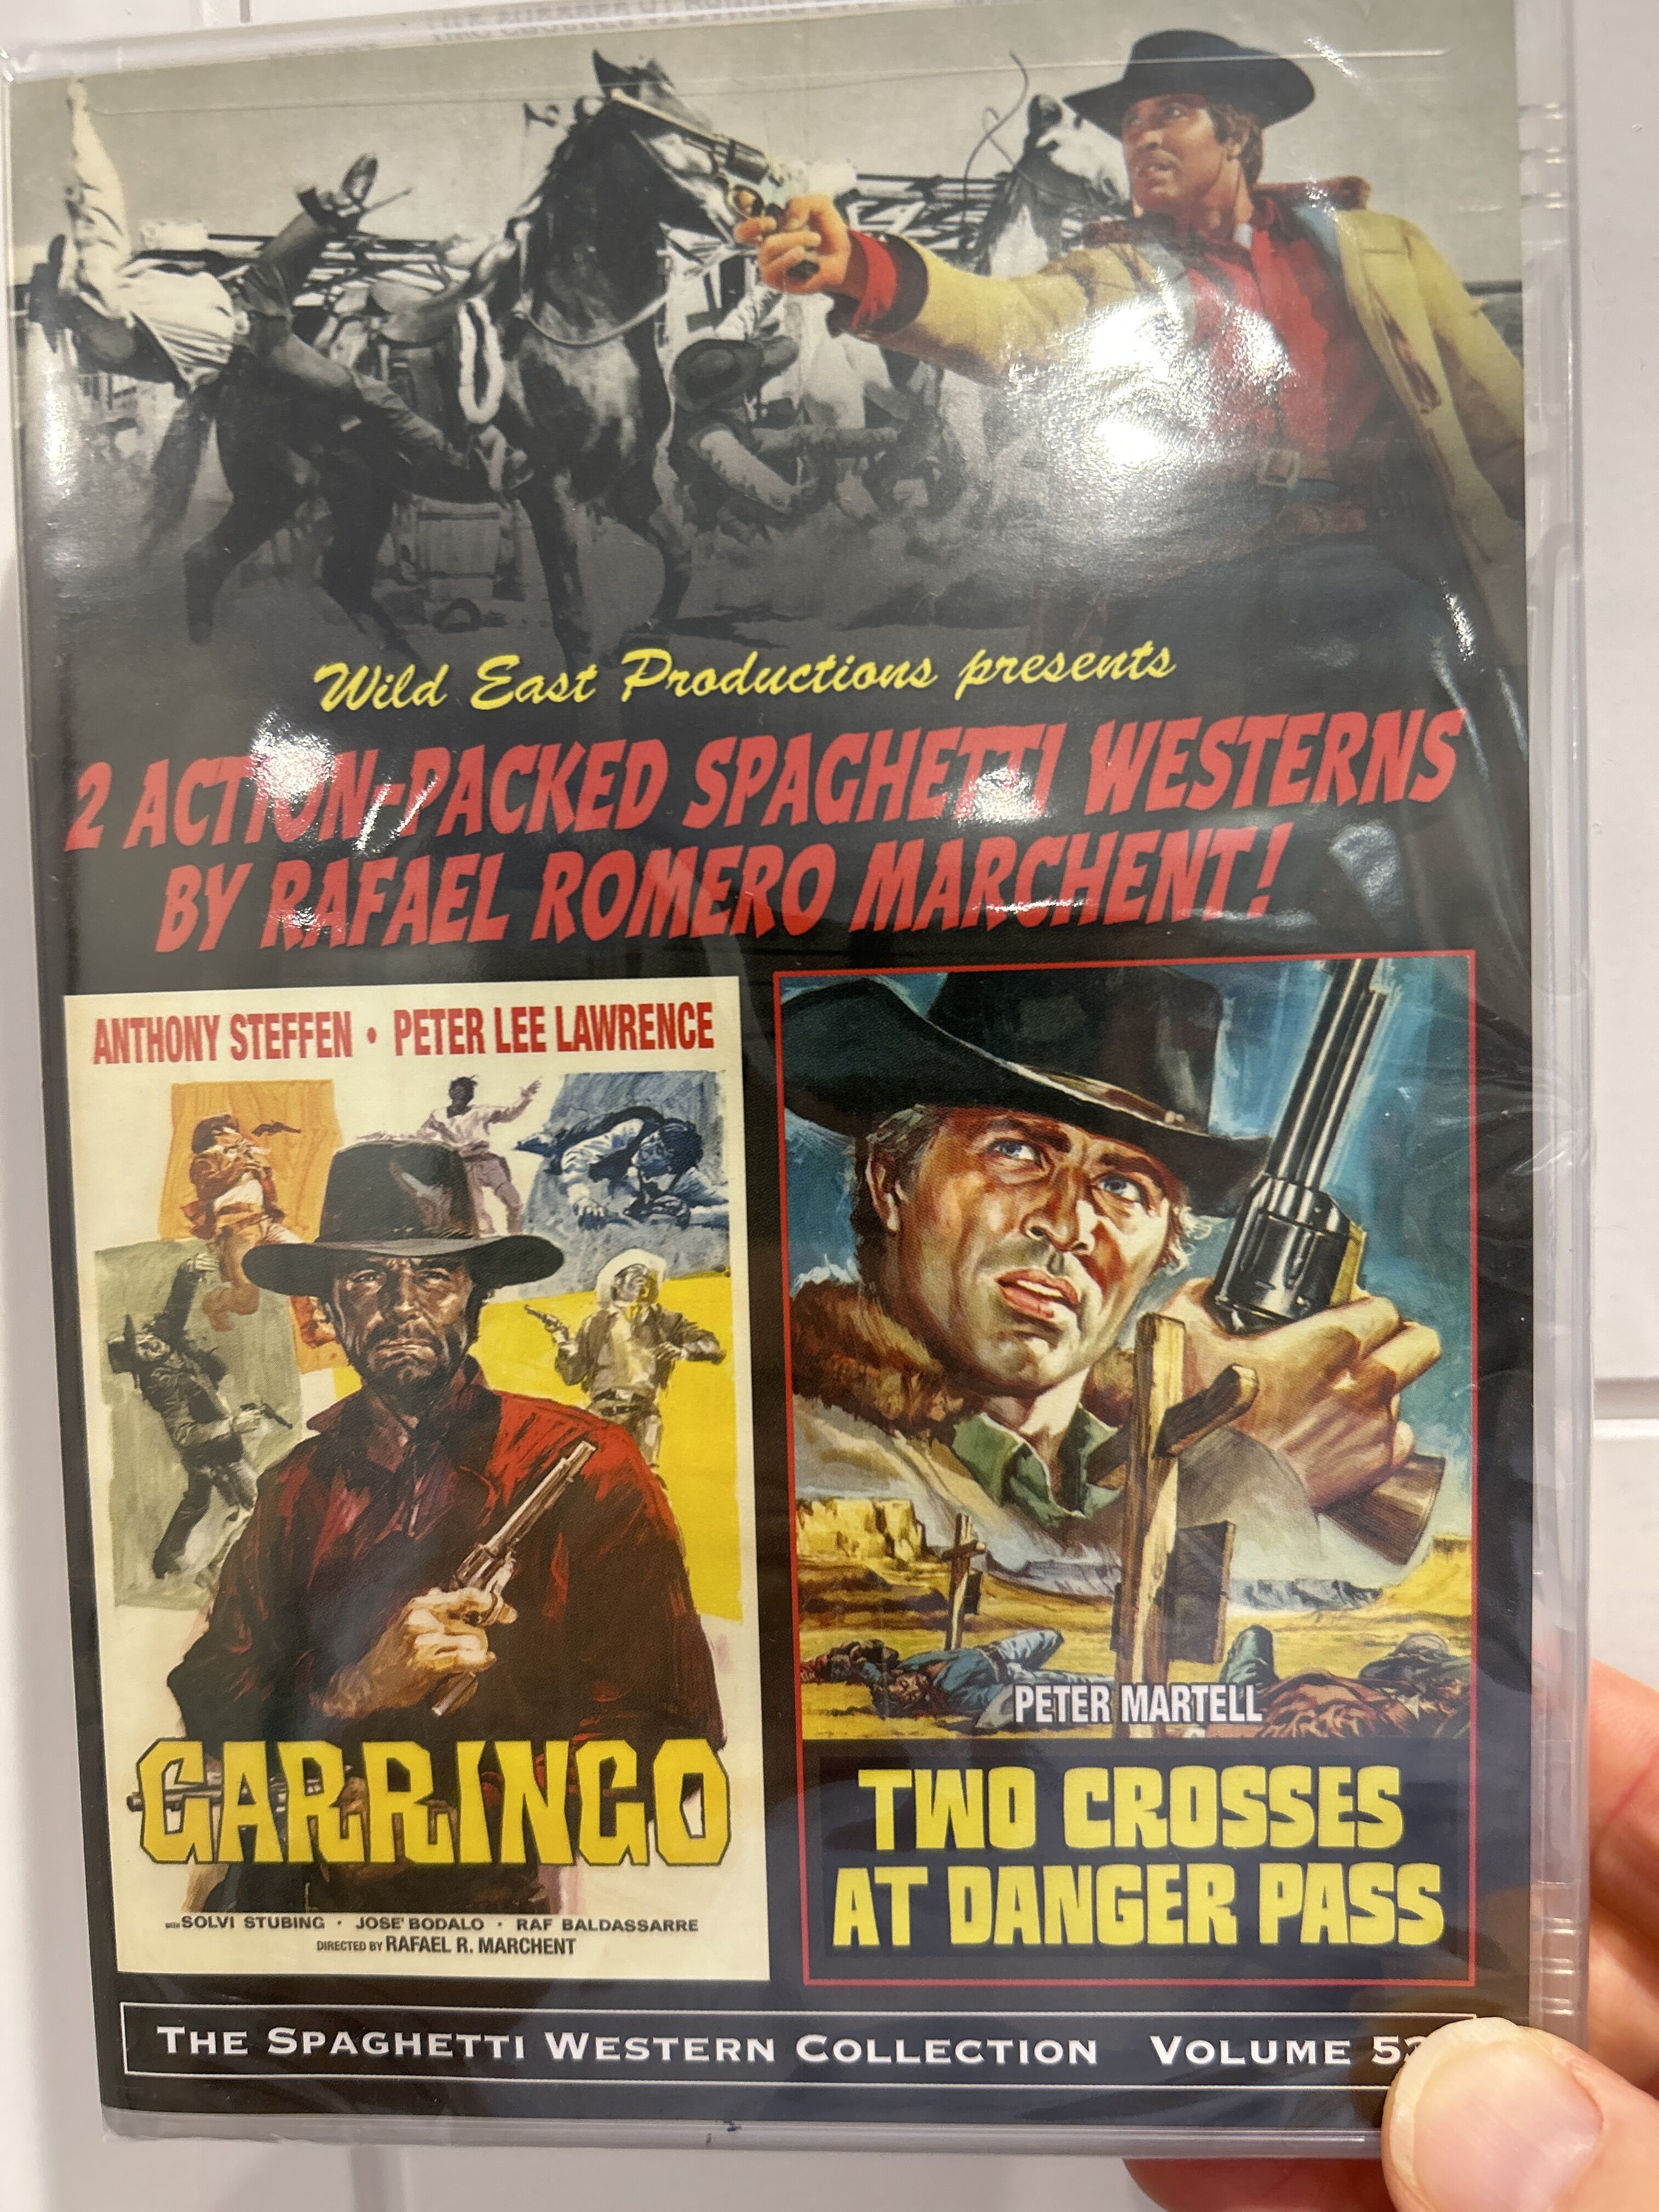 Wild East Productions presents
2 ACTION-PACKED SPAGHETTI WESTERNS
BY RAFAEL ROMERO MARCHENT!
ANTHONY STEFFEN • PETER LEE LAWRENCE
GARRINGO
WITH SOLVI STUBING • JOSE' BODALO • RAF BALDASSARRE
DIRECTED BY RAFAEL R. MARCHENT
PETER MARTELL
TWO CROSSES
AT DANGER PASS
THE SPAGHETTI WESTERN COLLECTION VOLUME